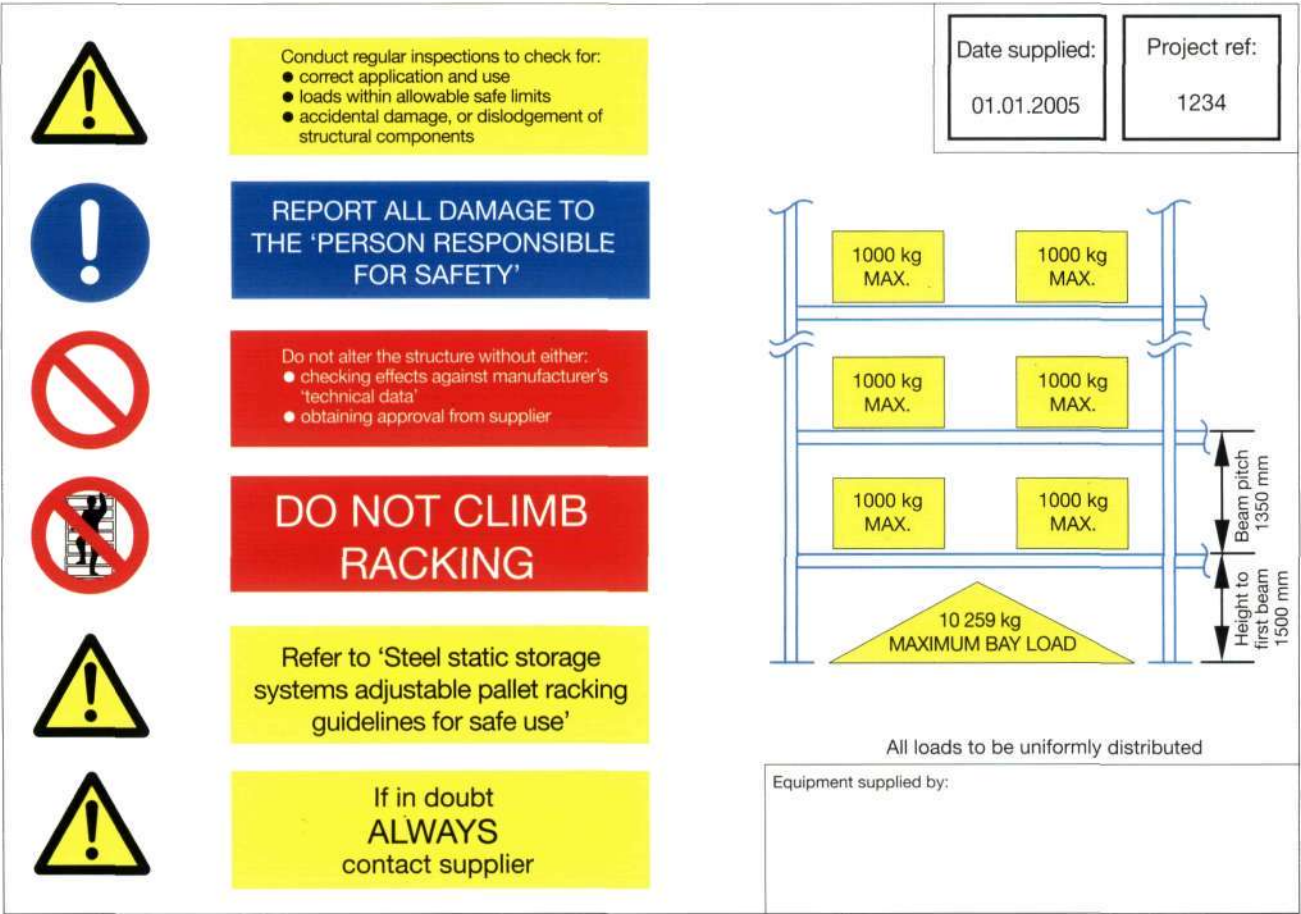 Conduct regular inspections to check for:
● correct application and use
● loads within allowable safe limits
● accidental damage, or dislodgement of
structural components
REPORT ALL DAMAGE TO
THE ‘PERSON RESPONSIBLE
FOR SAFETY’
Do not alter the structure without either:
● checking effects against manufacturer's
‘technical data’
● obtaining approval from supplier
DO NOT CLIMB
RACKING
Refer to ‘Steel static storage
systems adjustable pallet racking
guidelines for safe use’
If in doubt
ALWAYS
contact supplier
Date supplied:
01.01.2005
Project ref:
1234
1000 kg
MAX.
1000 kg
MAX.
1000 kg
MAX.
1000 kg
MAX.
1000 kg
MAX.
1000 kg
MAX.
Beam pitch
1350 mm
Height to
first beam
1500 mm
10 259 kg
MAXIMUM BAY LOAD
All loads to be uniformly distributed
Equipment supplied by: